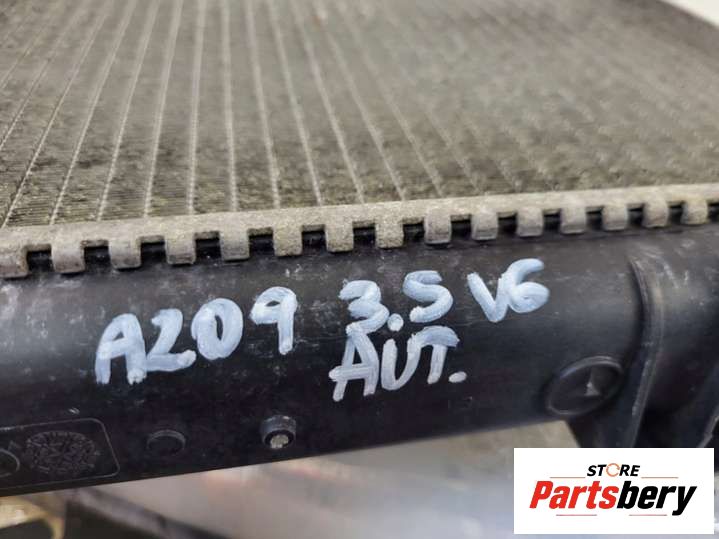 A209 3.5 V6
AUT.
STORE
Partsbery